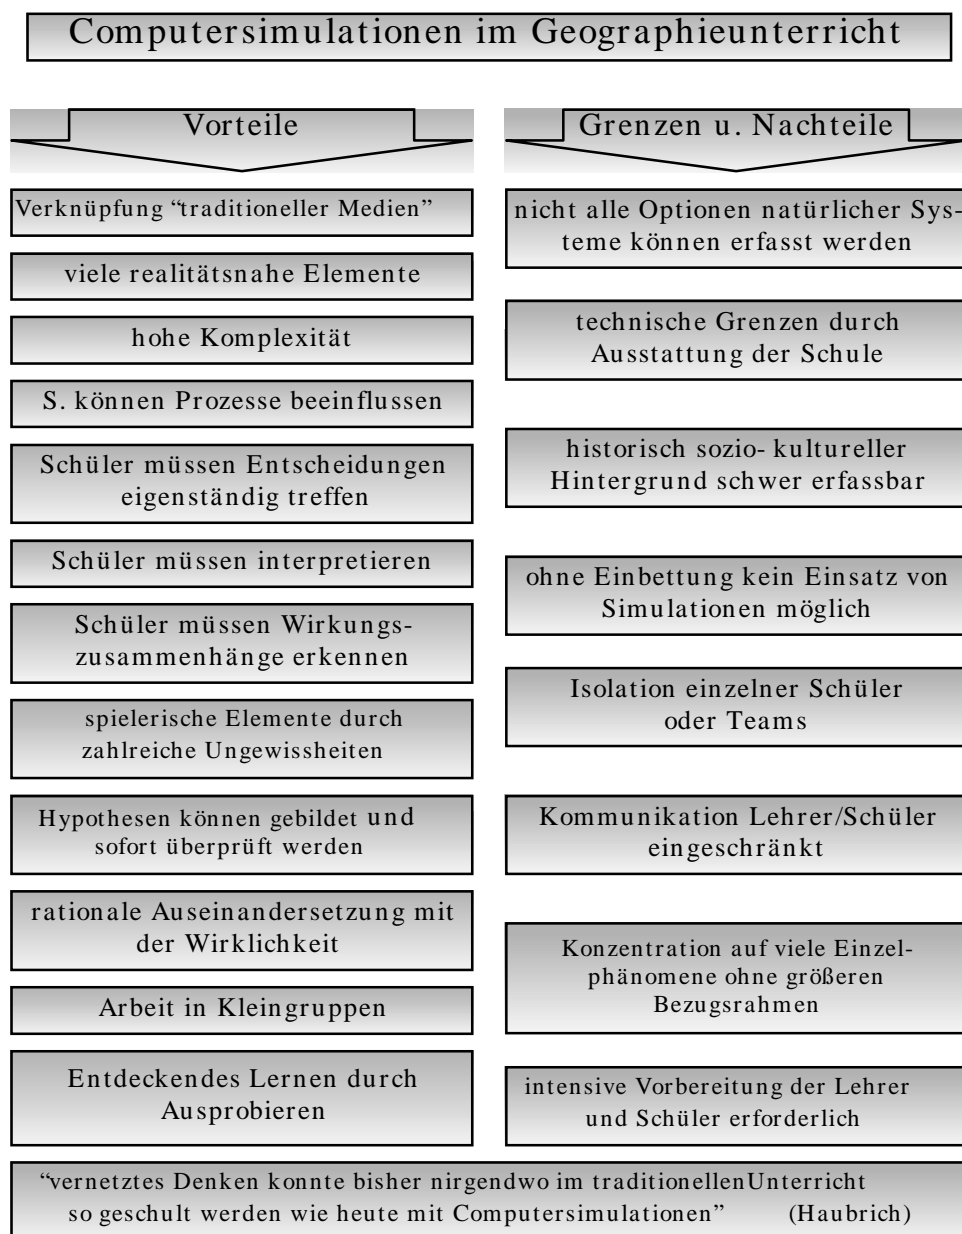 Computersimulationen im Geographieunterricht
Vorteile
Verknüpfung “traditioneller Medien”
viele realitätsnahe Elemente
hohe Komplexität
S. können Prozesse beeinflussen
Schüler müssen Entscheidungen
eigenständig treffen
Schüler müssen interpretieren
Schüler müssen Wirkungs-
zusammenhänge erkennen
spielerische Elemente durch
zahlreiche Ungewissheiten
Hypothesen können gebildet und
sofort überprüft werden
rationale Auseinandersetzung mit
der Wirklichkeit
Arbeit in Kleingruppen
Entdeckendes Lernen durch
Ausprobieren
Grenzen u. Nachteile
nicht alle Optionen natürlicher Sys-
teme können erfasst werden
technische Grenzen durch
Ausstattung der Schule
historisch sozio- kultureller
Hintergrund schwer erfassbar
ohne Einbettung kein Einsatz von
Simulationen möglich
Isolation einzelner Schüler
oder Teams
Kommunikation Lehrer/Schüler
eingeschränkt
Konzentration auf viele Einzel-
phänomene ohne größeren
Bezugsrahmen
intensive Vorbereitung der Lehrer
und Schüler erforderlich
“vernetztes Denken konnte bisher nirgendwo im traditionellenUnterricht
so geschult werden wie heute mit Computersimulationen” (Haubrich)